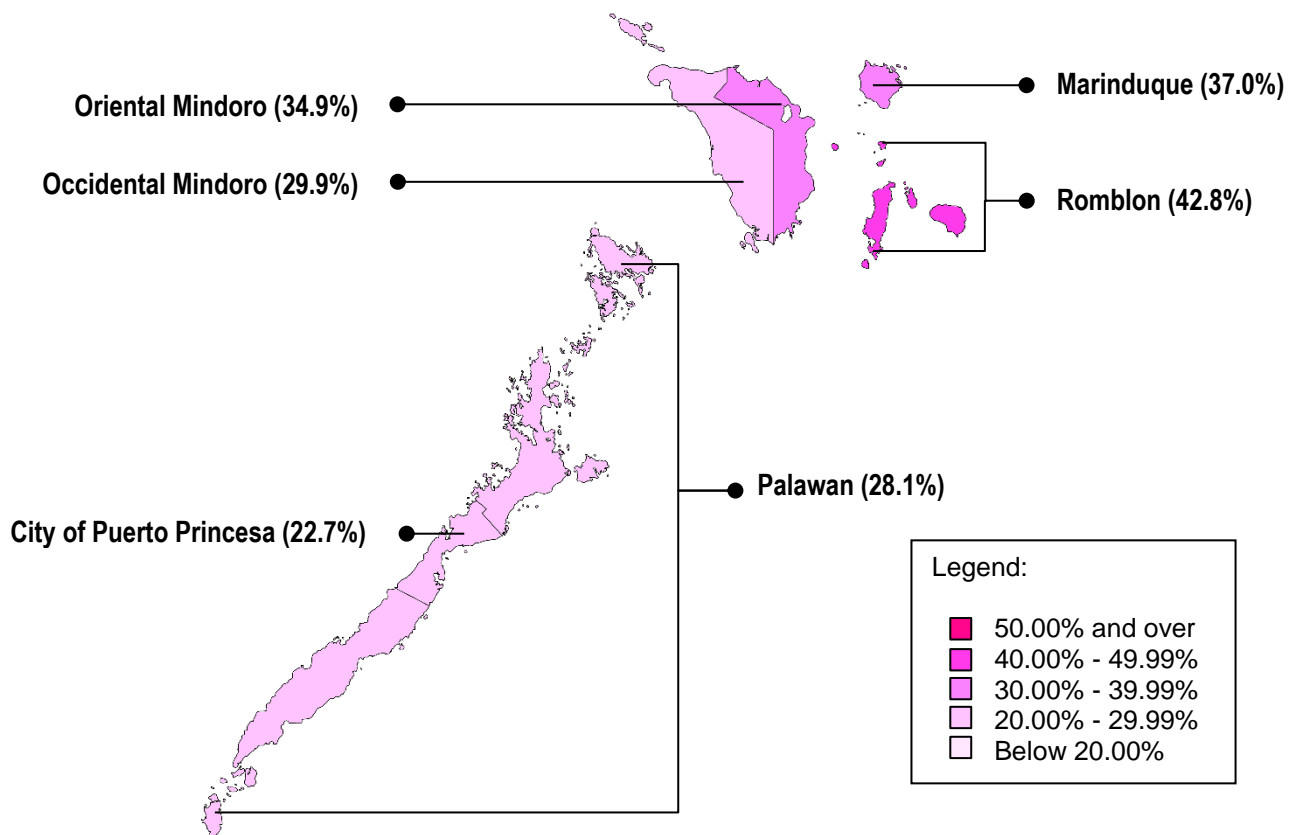 Marinduque (37.0%)
Oriental Mindoro (34.9%)
Occidental Mindoro (29.9%)
Romblon (42.8%)
Palawan (28.1%)
City of Puerto Princesa (22.7%)
Legend:
50.00% and over
40.00% - 49.99%
30.00% - 39.99%
20.00% - 29.99%
Below 20.00%